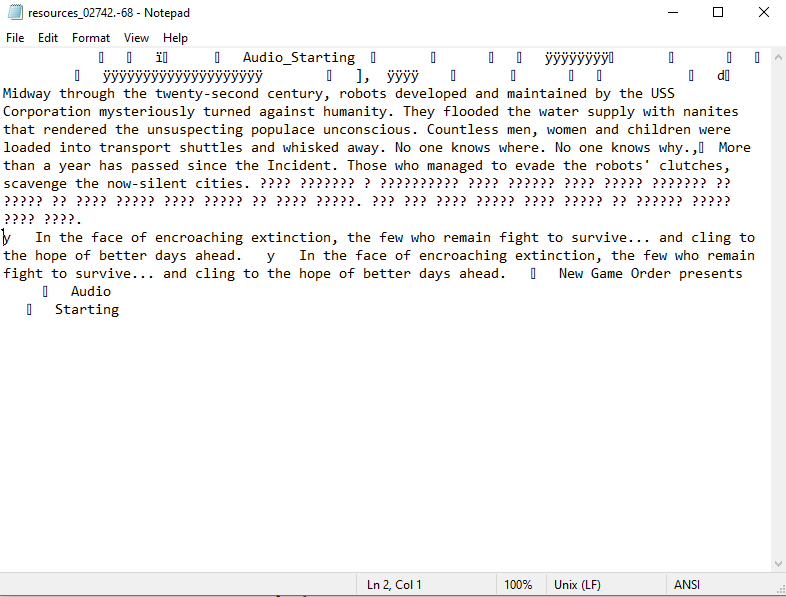 resources_02742.-68 - Notepad
File Edit Format View Help
ï Audio_Starting ÿÿÿÿÿÿÿÿ
ÿÿÿÿÿÿÿÿÿÿÿÿÿÿÿÿÿÿÿÿ ], ÿÿÿÿ d
Midway through the twenty-second century, robots developed and maintained by the USS
Corporation mysteriously turned against humanity. They flooded the water supply with nanites
that rendered the unsuspecting populace unconscious. Countless men, women and children were
loaded into transport shuttles and whisked away. No one knows where. No one knows why., More
than a year has passed since the Incident. Those who managed to evade the robots' clutches,
scavenge the now-silent cities. ???? ??????? ? ?????????? ???? ?????? ???? ????? ??????? ??
????? ?? ???? ????? ???? ????? ?? ???? ?????. ??? ??? ???? ????? ???? ????? ?? ?????? ?????
???? ????.
y In the face of encroaching extinction, the few who remain fight to survive... and cling to
the hope of better days ahead. y In the face of encroaching extinction, the few who remain
fight to survive... and cling to the hope of better days ahead. New Game Order presents
Audio
Starting
Ln 2, Col 1 100% Unix (LF) ANSI